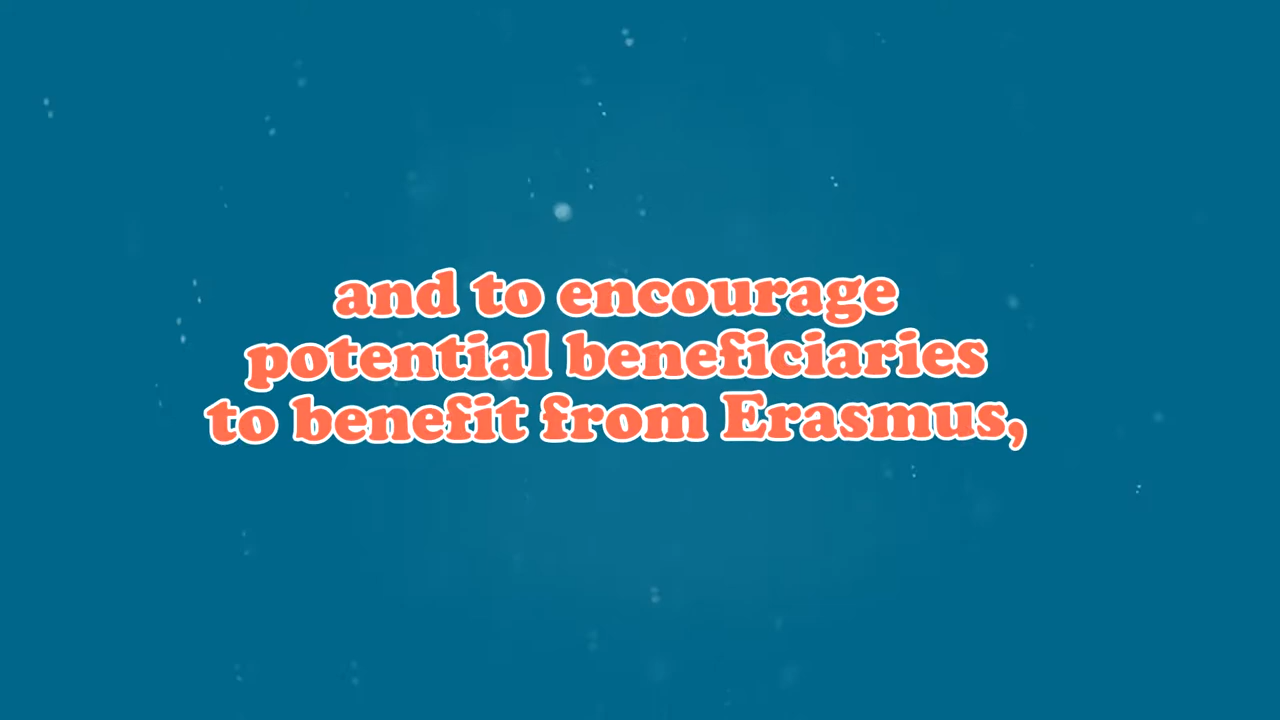 and to encourage
potential beneficiaries
to benefit from Erasmus,